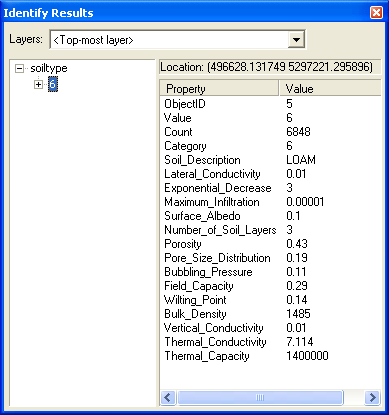 Identify Results
Layers: <Top-most layer>
soiltype
6
Location: (496628.131749 5297221.295896)
Property Value
ObjectID 5
Value 6
Count 6848
Category 6
Soil_Description LOAM
Lateral_Conductivity 0.01
Exponential_Decrease 3
Maximum_Infiltration 0.00001
Surface_Albedo 0.1
Number_of_Soil_Layers 3
Porosity 0.43
Pore_Size_Distribution 0.19
Bubbling_Pressure 0.11
Field_Capacity 0.29
Wilting_Point 0.14
Bulk_Density 1485
Vertical_Conductivity 0.01
Thermal_Conductivity 7.114
Thermal_Capacity 1400000